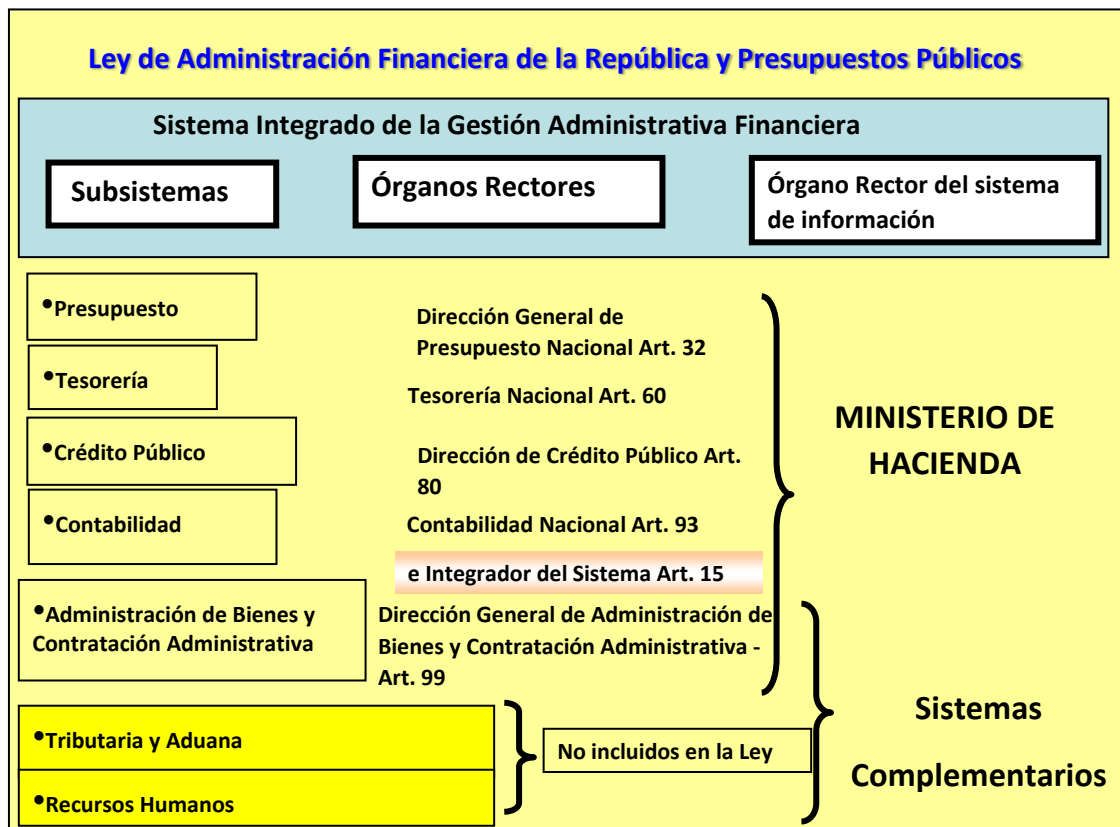 Ley de Administración Financiera de la República y Presupuestos Públicos
Sistema Integrado de la Gestión Administrativa Financiera
Subsistemas
Órganos Rectores
Órgano Rector del sistema
de información
•Presupuesto
Dirección General de
Presupuesto Nacional Art. 32
•Tesorería
Tesorería Nacional Art. 60
•Crédito Público
Dirección de Crédito Público Art.
80
•Contabilidad
Contabilidad Nacional Art. 93
e Integrador del Sistema Art. 15
MINISTERIO DE
HACIENDA
•Administración de Bienes y
Contratación Administrativa
Dirección General de Administración de
Bienes y Contratación Administrativa -
Art. 99
•Tributaria y Aduana
•Recursos Humanos
No incluidos en la Ley
Sistemas
Complementarios